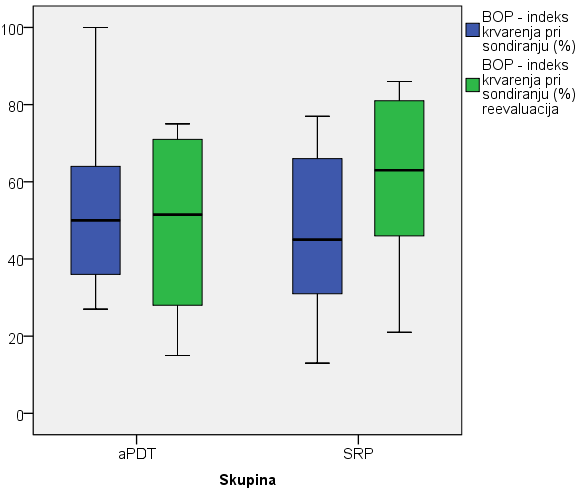 BOP - indeks
krvarenja pri
sondiranju (%)
BOP - indeks
krvarenja pri
sondiranju (%)
reevaluacija
100
80
60
40
20
0
aPDT
SRP
Skupina